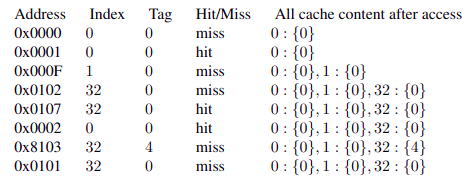 Address Index Tag Hit/Miss All cache content after access
0x0000 0 0 miss 0 : {0}
0x0001 0 0 hit 0 : {0}
0x000F 1 0 miss 0 : {0}, 1 : {0}
0x0102 32 0 miss 0 : {0}, 1 : {0}, 32 : {0}
0x0107 32 0 hit 0 : {0}, 1 : {0}, 32 : {0}
0x0002 0 0 hit 0 : {0}, 1 : {0}, 32 : {0}
0x8103 32 4 miss 0 : {0}, 1 : {0}, 32 : {4}
0x0101 32 0 miss 0 : {0}, 1 : {0}, 32 : {0}